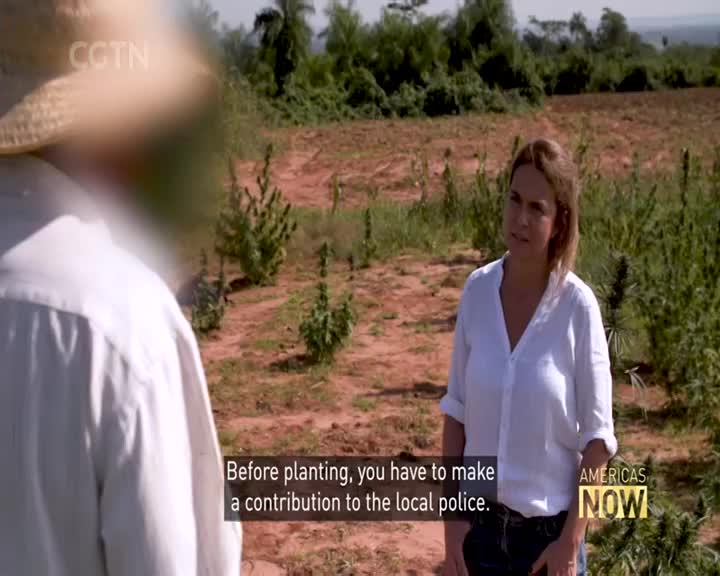 CGTN
Before planting, you have to make
a contribution to the local police.
AMERICAS
NOW